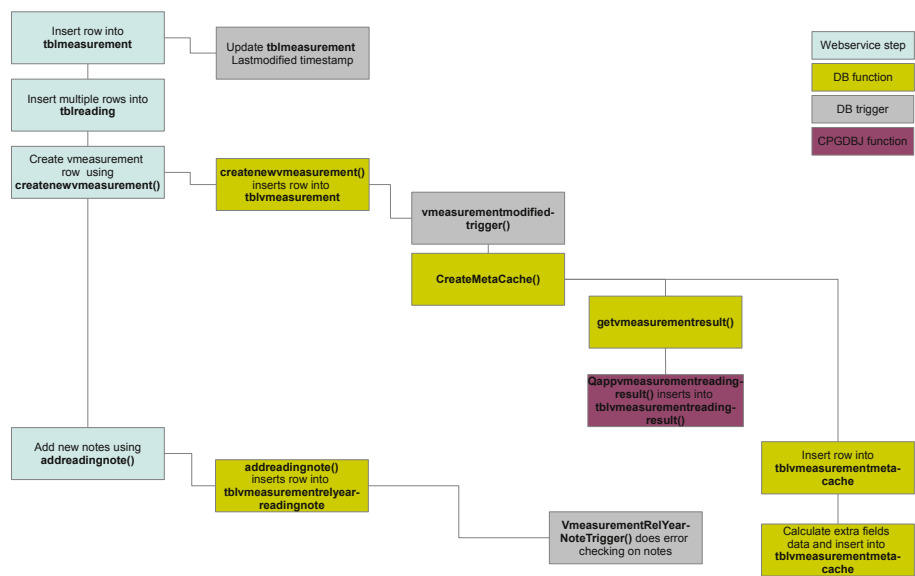 Insert row into
tblmeasurement
Update tblmeasurement
Lastmodified timestamp
Insert multiple rows into
tblreading
Create vmeasurement
row using
createnewvmeasurement()
createnewvmeasurement()
inserts row into
tblvmeasurement
vmeasurementmodified-
trigger()
CreateMetaCache()
getvmeasurementresult()
Qappvmeasurementreading-
result() inserts into
tblvmeasurementreading-
result()
Add new notes using
addreadingnote()
addreadingnote()
inserts row into
tblvmeasurementrelyear-
readingnote
VmeasurementRelYear-
NoteTrigger() does error
checking on notes
Insert row into
tblvmeasurementmeta-
cache
Calculate extra fields
data and insert into
tblvmeasurementmeta-
cache
Webservice step
DB function
DB trigger
CPGDBJ function